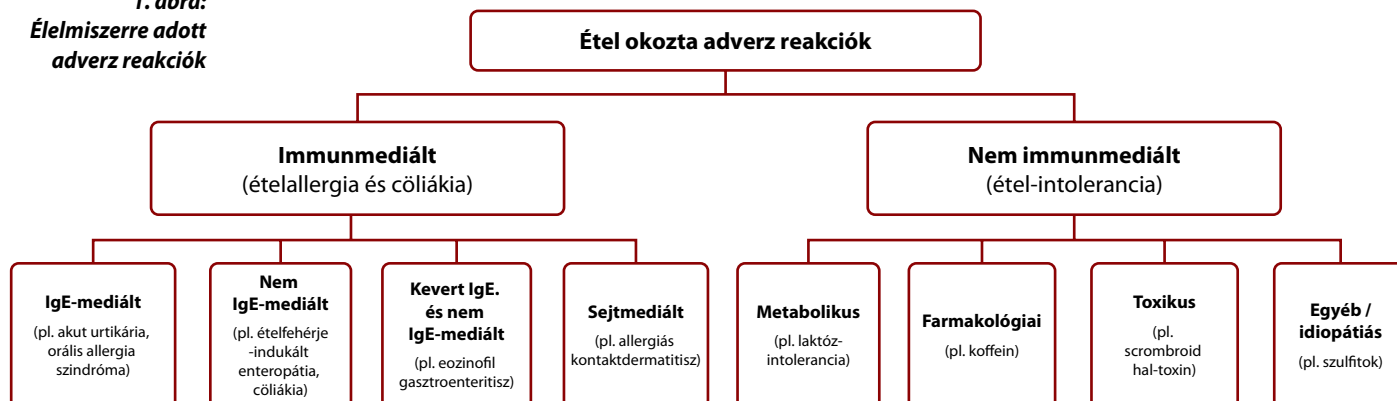 1. ábra:
Élelmiszerre adott
adverz reakciók
Étel okozta adverz reakciók
Immunmediált
(ételallergia és cöliákia)
Nem immunmediált
(étel-intolerancia)
IgE-mediált
(pl. akut urtikária,
orális allergia
szindróma)
Nem
IgE-mediált
(pl. ételfehérje
-indukált
enteropátia,
cöliákia)
Kevert IgE.
és nem
IgE-mediált
(pl. eozinofil
gasztroenteritisz)
Sejtmediált
(pl. allergiás
kontaktdermatitisz)
Metabolikus
(pl. laktóz-
intolerancia)
Farmakológiai
(pl. koffein)
Toxikus
(pl.
scrombroid
hal-toxin)
Egyéb /
idiopátiás
(pl. szulfitok)